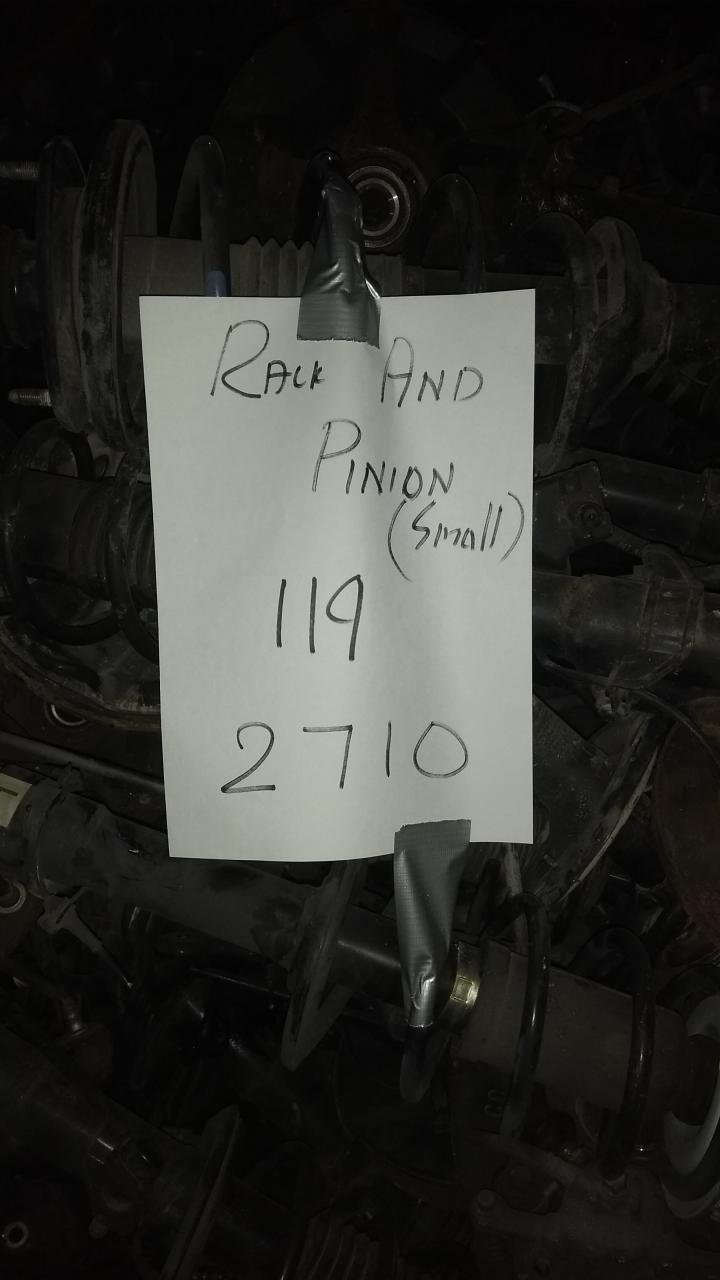 RACK AND
PINION
(Small)
119
2710